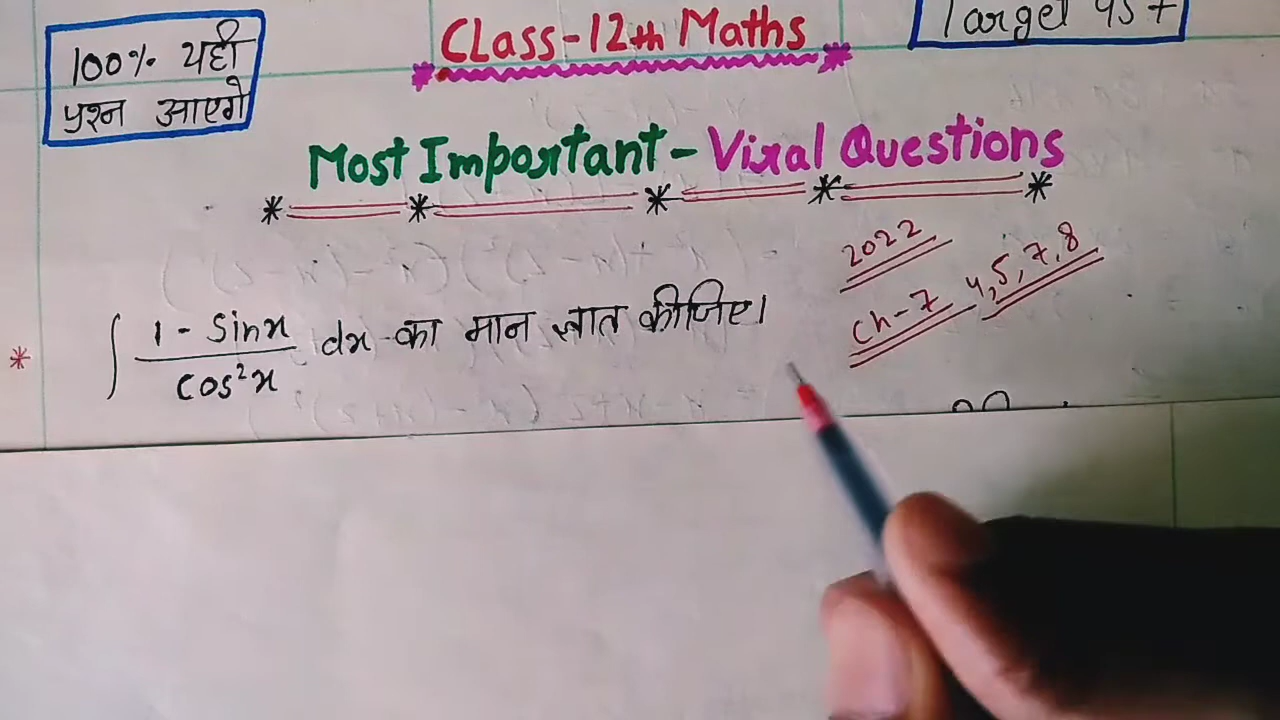 100% यही
प्रश्न आएगे
Class-12th Maths
Target 95+
Most Important - Viral Questions
2022
Ch-7 4,5,7,8
* ∫ (1 - Sinx)/(Cos²x) dx का मान ज्ञात कीजिए।